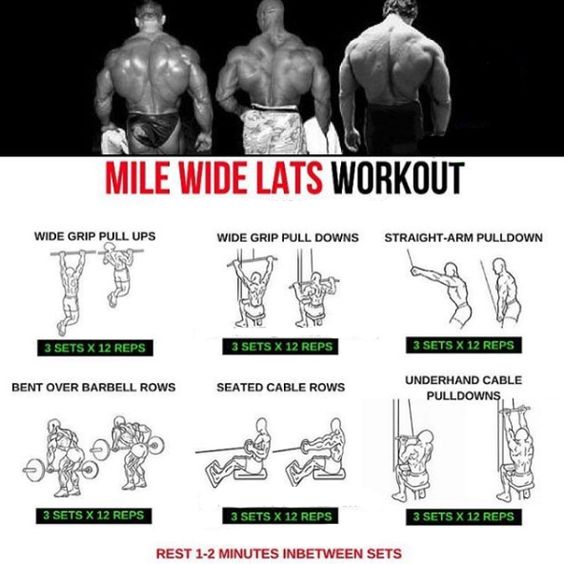 MILE WIDE LATS WORKOUT
WIDE GRIP PULL UPS
WIDE GRIP PULL DOWNS
STRAIGHT-ARM PULLDOWN
3 SETS X 12 REPS
3 SETS X 12 REPS
3 SETS X 12 REPS
BENT OVER BARBELL ROWS
SEATED CABLE ROWS
UNDERHAND CABLE
PULLDOWNS
3 SETS X 12 REPS
3 SETS X 12 REPS
3 SETS X 12 REPS
REST 1-2 MINUTES INBETWEEN SETS